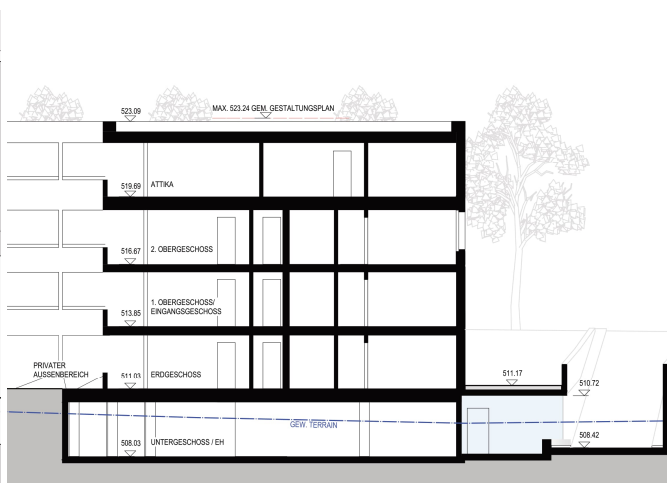 523.09
MAX. 523.24 GEM. GESTALTUNGSPLAN
519.69 ATTIKA
516.67 2. OBERGESCHOSS
1. OBERGESCHOSS/
513.85 EINGANGSGESCHOSS
PRIVATER
AUSSENBEREICH
511.03 ERDGESCHOSS
511.17
510.72
GEW. TERRAIN
508.03 UNTERGESCHOSS / EH
508.42